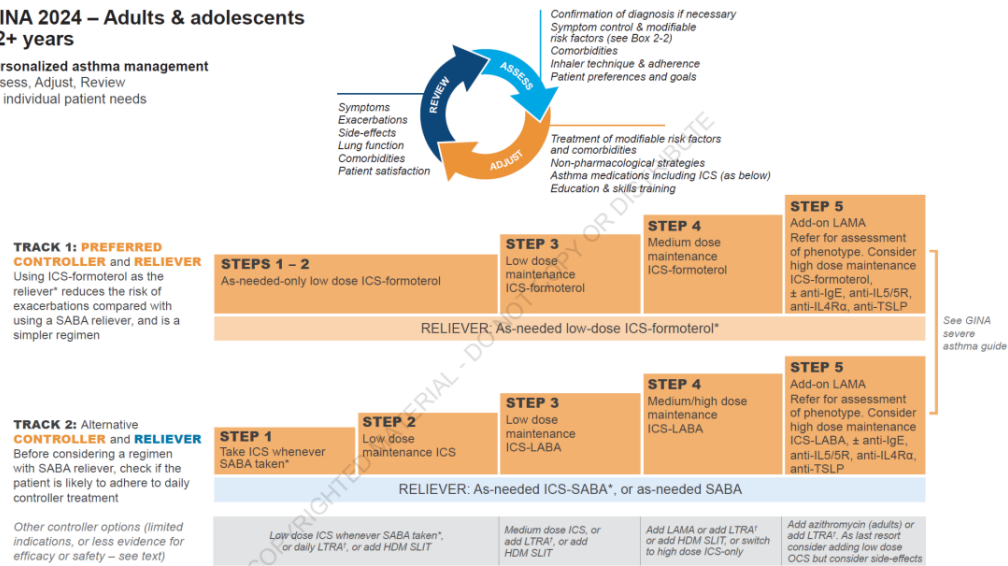 INA 2024 – Adults & adolescents
2+ years
rsonalized asthma management
sess, Adjust, Review
individual patient needs
Confirmation of diagnosis if necessary
Symptom control & modifiable
risk factors (see Box 2-2)
Comorbidities
Inhaler technique & adherence
Patient preferences and goals
REVIEW
ASSESS
ADJUST
Symptoms
Exacerbations
Side-effects
Lung function
Comorbidities
Patient satisfaction
Treatment of modifiable risk factors
and comorbidities
Non-pharmacological strategies
Asthma medications including ICS (as below)
Education & skills training
TRACK 1: PREFERRED
CONTROLLER and RELIEVER
Using ICS-formoterol as the
reliever* reduces the risk of
exacerbations compared with
using a SABA reliever, and is a
simpler regimen
STEPS 1 – 2
As-needed-only low dose ICS-formoterol
STEP 3
Low dose
maintenance
ICS-formoterol
STEP 4
Medium dose
maintenance
ICS-formoterol
STEP 5
Add-on LAMA
Refer for assessment
of phenotype. Consider
high dose maintenance
ICS-formoterol,
± anti-IgE, anti-IL5/5R,
anti-IL4Rα, anti-TSLP
RELIEVER: As-needed low-dose ICS-formoterol*
See GINA
severe
asthma guide
TRACK 2: Alternative
CONTROLLER and RELIEVER
Before considering a regimen
with SABA reliever, check if the
patient is likely to adhere to daily
controller treatment
STEP 1
Take ICS whenever
SABA taken*
STEP 2
Low dose
maintenance ICS
STEP 3
Low dose
maintenance
ICS-LABA
STEP 4
Medium/high dose
maintenance
ICS-LABA
STEP 5
Add-on LAMA
Refer for assessment
of phenotype. Consider
high dose maintenance
ICS-LABA, ± anti-IgE,
anti-IL5/5R, anti-IL4Rα,
anti-TSLP
RELIEVER: As-needed ICS-SABA*, or as-needed SABA
Other controller options (limited
indications, or less evidence for
efficacy or safety – see text)
Low dose ICS whenever SABA taken*,
or daily LTRA†, or add HDM SLIT
Medium dose ICS, or
add LTRA†, or add
HDM SLIT
Add LAMA or add LTRA†
or add HDM SLIT, or switch
to high dose ICS-only
Add azithromycin (adults) or
add LTRA†. As last resort
consider adding low dose
OCS but consider side-effects
COPYRIGHTED MATERIAL - DO NOT COPY OR DISTRIBUTE